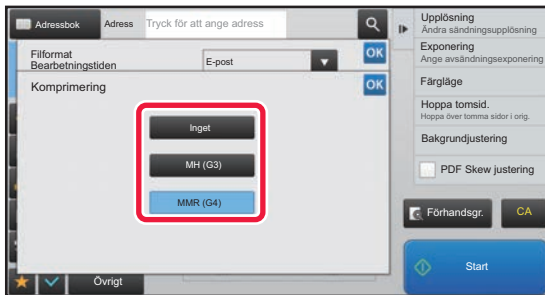 Adressbok
Adress
Tryck för att ange adress
Filformat
Bearbetningstiden
E-post
OK
Komprimering
OK
Inget
MH (G3)
MMR (G4)
Övrigt
Upplösning
Ändra sändningsupplösning
Exponering
Ange avsändningsexponering
Färgläge
Hoppa tomsid.
Hoppa över tomma sidor i orig.
Bakgrundjustering
PDF Skew justering
Förhandsgr.
CA
Start